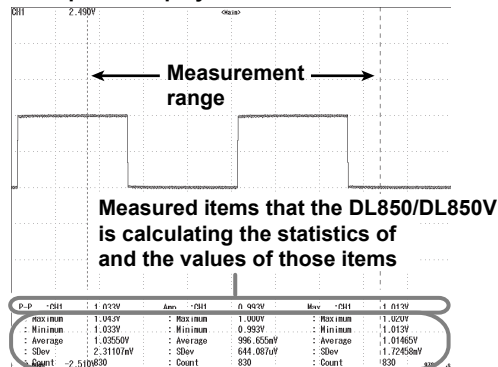 CH1 2.490V <Main>
Measurement
range
Measured items that the DL850/DL850V
is calculating the statistics of
and the values of those items
P-P :CH1 1.033V Amp :CH1 0.993V Max :CH1 1.013V
: Maximum 1.043V : Maximum 1.000V : Maximum 1.020V
: Minimum 1.033V : Minimum 0.993V : Minimum 1.013V
: Average 1.03550V : Average 996.655mV : Average 1.01465V
: SDev 2.31107mV : SDev 644.087uV : SDev 1.72458mV
: Count 830 : Count 830 : Count 830
-2.510V